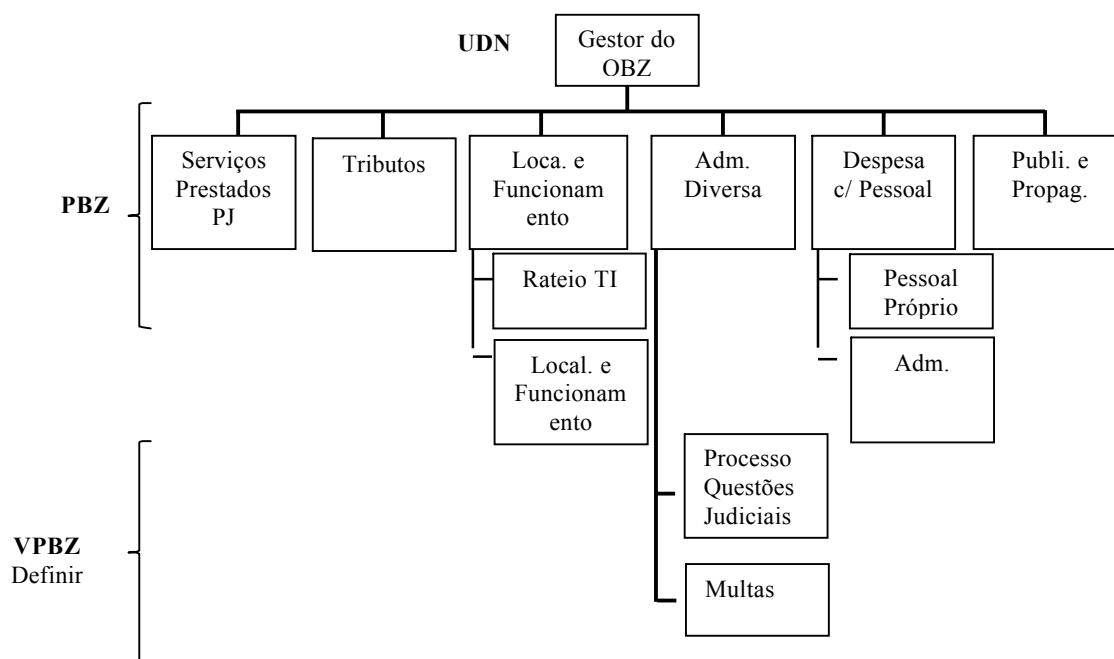 UDN
Gestor do
OBZ
PBZ
Serviços
Prestados
PJ
Tributos
Loca. e
Funcionam
ento
Adm.
Diversa
Despesa
c/ Pessoal
Publi. e
Propag.
Rateio TI
Local. e
Funcionam
ento
Pessoal
Próprio
Adm.
VPBZ
Definir
Processo
Questões
Judiciais
Multas